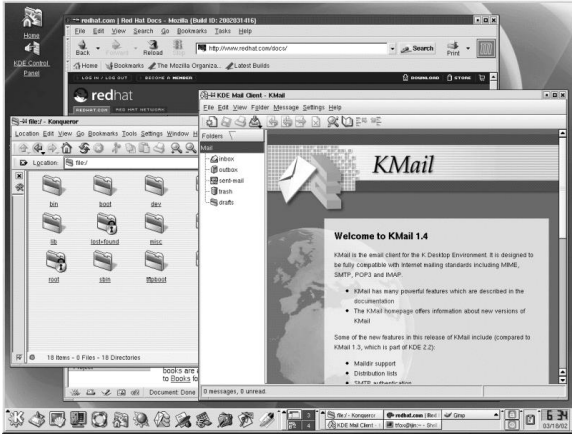 redhat.com | Red Hat Docs - Mozilla {Build ID: 2002031416}
File Edit View Search Go Bookmarks Tasks Help
Back Reload
http://www.redhat.com/docs/
Search
Print
Home Bookmarks The Mozilla Organiza... Latest Builds
LOG IN / LOG OUT BECOME A MEMBER
DOWNLOAD STORE
redhat
REDHAT.COM RED HAT NETWORK
Home
KDE Control
Panel
file:/ - Konqueror
Location Edit View Go Bookmarks Tools Settings Window H
Location file:/
bin boot dev
lib lost+found misc
root sbin tftpboot
18 Items - 0 Files - 18 Directories
KDE Mail Client - KMail
File Edit View Folder Message Settings Help
Folders
Mail
inbox
outbox
sent-mail
trash
drafts
KMail
Welcome to KMail 1.4
KMail is the email client for the K Desktop Environment. It is designed to
be fully compatible with Internet mailing standards including MIME,
SMTP, POP3 and IMAP.
KMail has many powerful features which are described in the
documentation
The KMail homepage offers information about new versions of
KMail
Some of the new features in this release of KMail include (compared to
KMail 1.3, which is part of KDE 2.2):
Maildir support
Distribution lists
SMTP authentication
0 messages, 0 unread.
books are
to Books fo
Document Done
file:/ - Konqueror redhat.com | Red Gimp
KDE Mail Client -
3
4
6 34
03/18/02